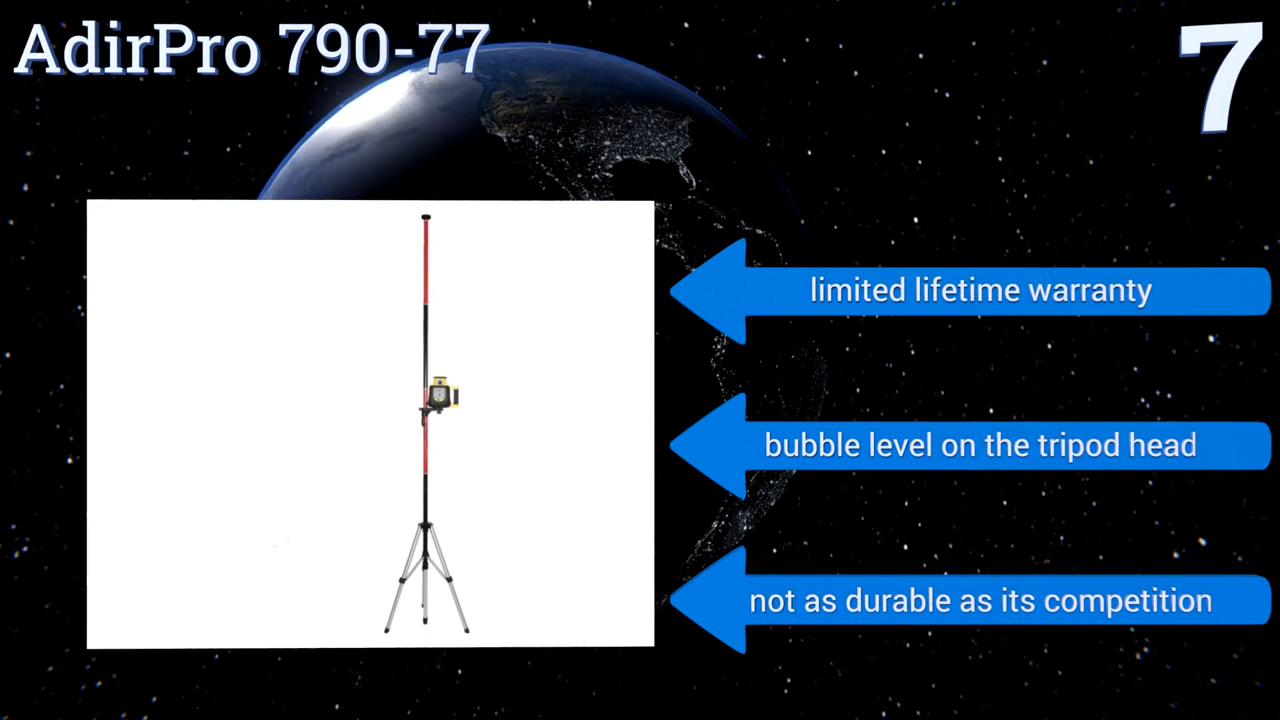 AdirPro 790-77
7
limited lifetime warranty
bubble level on the tripod head
not as durable as its competition